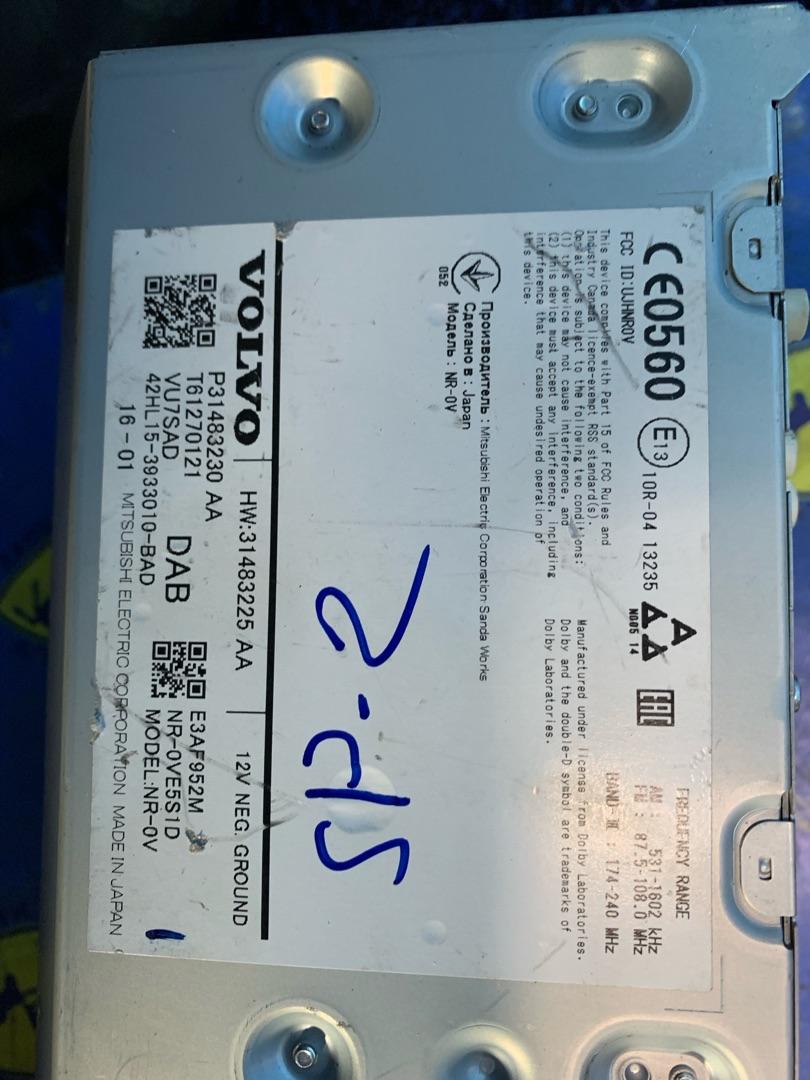 CE0560 E13 10R-04 13235 NG05 14 EAC
FREQUENCY RANGE
AM : 531-1602 kHz
FM : 87.5-108.0 MHz
BAND-Ⅲ : 174-240 MHz
FCC ID:UJHNR0V
This device complies with Part 15 of FCC Rules and
Industry Canada licence-exempt RSS standard(s).
Operation is subject to the following two conditions:
(1) this device may not cause interference, and
(2) this device must accept any interference, including
interference that may cause undesired operation of
this device.
Manufactured under license from Dolby Laboratories.
Dolby and the double-D symbol are trademarks of
Dolby Laboratories.
052
Производитель : Mitsubishi Electric Corporation Sanda Works
Сделано в : Japan
Модель : NR-0V
VOLVO HW:31483225 AA 12V NEG. GROUND
P31483230 AA
T61270121
VU7SAD DAB
42HL15-3933010-BAD
E3AF952M
NR-0VE5S1D
MODEL:NR-0V
16-01 MITSUBISHI ELECTRIC CORPORATION MADE IN JAPAN